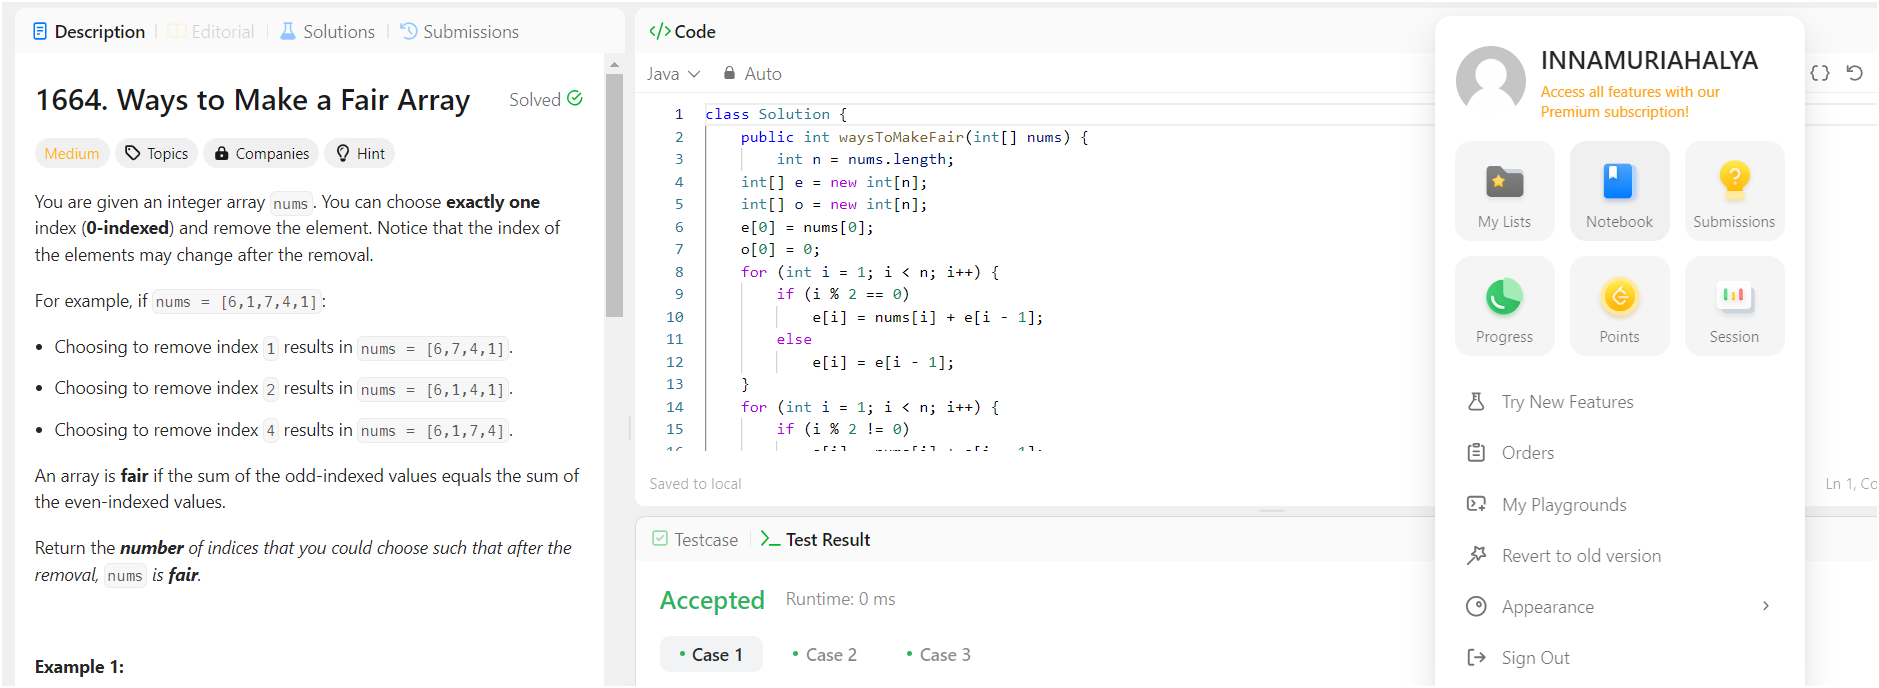 Description
Editorial
Solutions
Submissions
1664. Ways to Make a Fair Array
Solved
Medium
Topics
Companies
Hint
You are given an integer array nums. You can choose exactly one
index (0-indexed) and remove the element. Notice that the index of
the elements may change after the removal.
For example, if nums = [6,1,7,4,1]:
• Choosing to remove index 1 results in nums = [6,7,4,1].
• Choosing to remove index 2 results in nums = [6,1,4,1].
• Choosing to remove index 4 results in nums = [6,1,7,4].
An array is fair if the sum of the odd-indexed values equals the sum of
the even-indexed values.
Return the number of indices that you could choose such that after the
removal, nums is fair.
Example 1:
</> Code
Java
Auto
1 class Solution {
2 public int waysToMakeFair(int[] nums) {
3 int n = nums.length;
4 int[] e = new int[n];
5 int[] o = new int[n];
6 e[0] = nums[0];
7 o[0] = 0;
8 for (int i = 1; i < n; i++) {
9 if (i % 2 == 0)
10 e[i] = nums[i] + e[i - 1];
11 else
12 e[i] = e[i - 1];
13 }
14 for (int i = 1; i < n; i++) {
15 if (i % 2 != 0)
Saved to local
Ln 1,
Testcase
Test Result
Accepted
Runtime: 0 ms
• Case 1
• Case 2
• Case 3
INNAMURIAHALYA
Access all features with our
Premium subscription!
My Lists
Notebook
Submissions
Progress
Points
Session
Try New Features
Orders
My Playgrounds
Revert to old version
Appearance
Sign Out